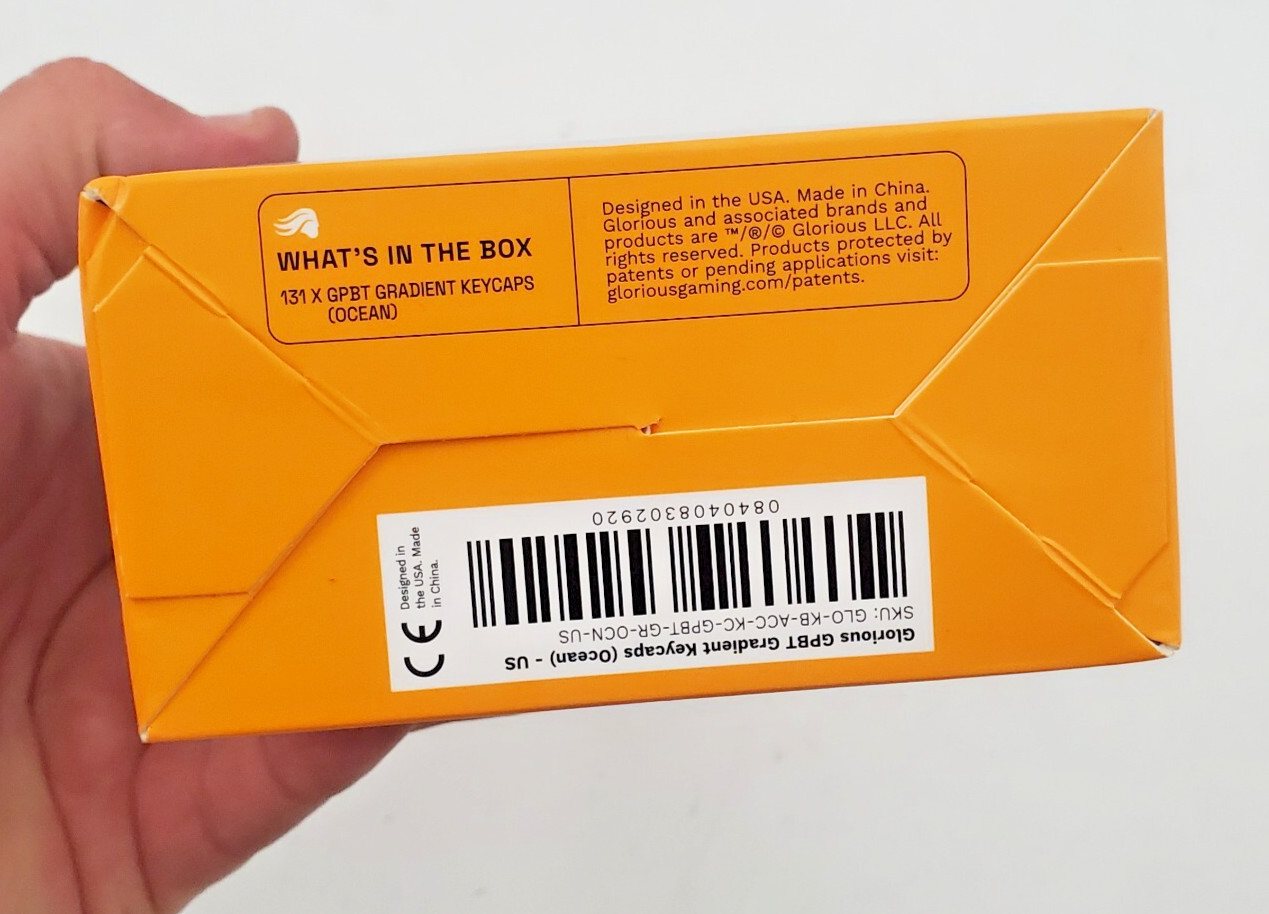 WHAT'S IN THE BOX
131 X GPBT GRADIENT KEYCAPS
(OCEAN)
Designed in the USA. Made in China.
Glorious and associated brands and
products are ™/®/© Glorious LLC. All
rights reserved. Products protected by
patents or pending applications visit:
gloriousgaming.com/patents.
Glorious GPBT Gradient Keycaps (Ocean) - US
SKU: GLO-KB-ACC-KC-GPBT-GR-OCN-US
0840408302920
Designed in
the USA. Made
in China.
CE